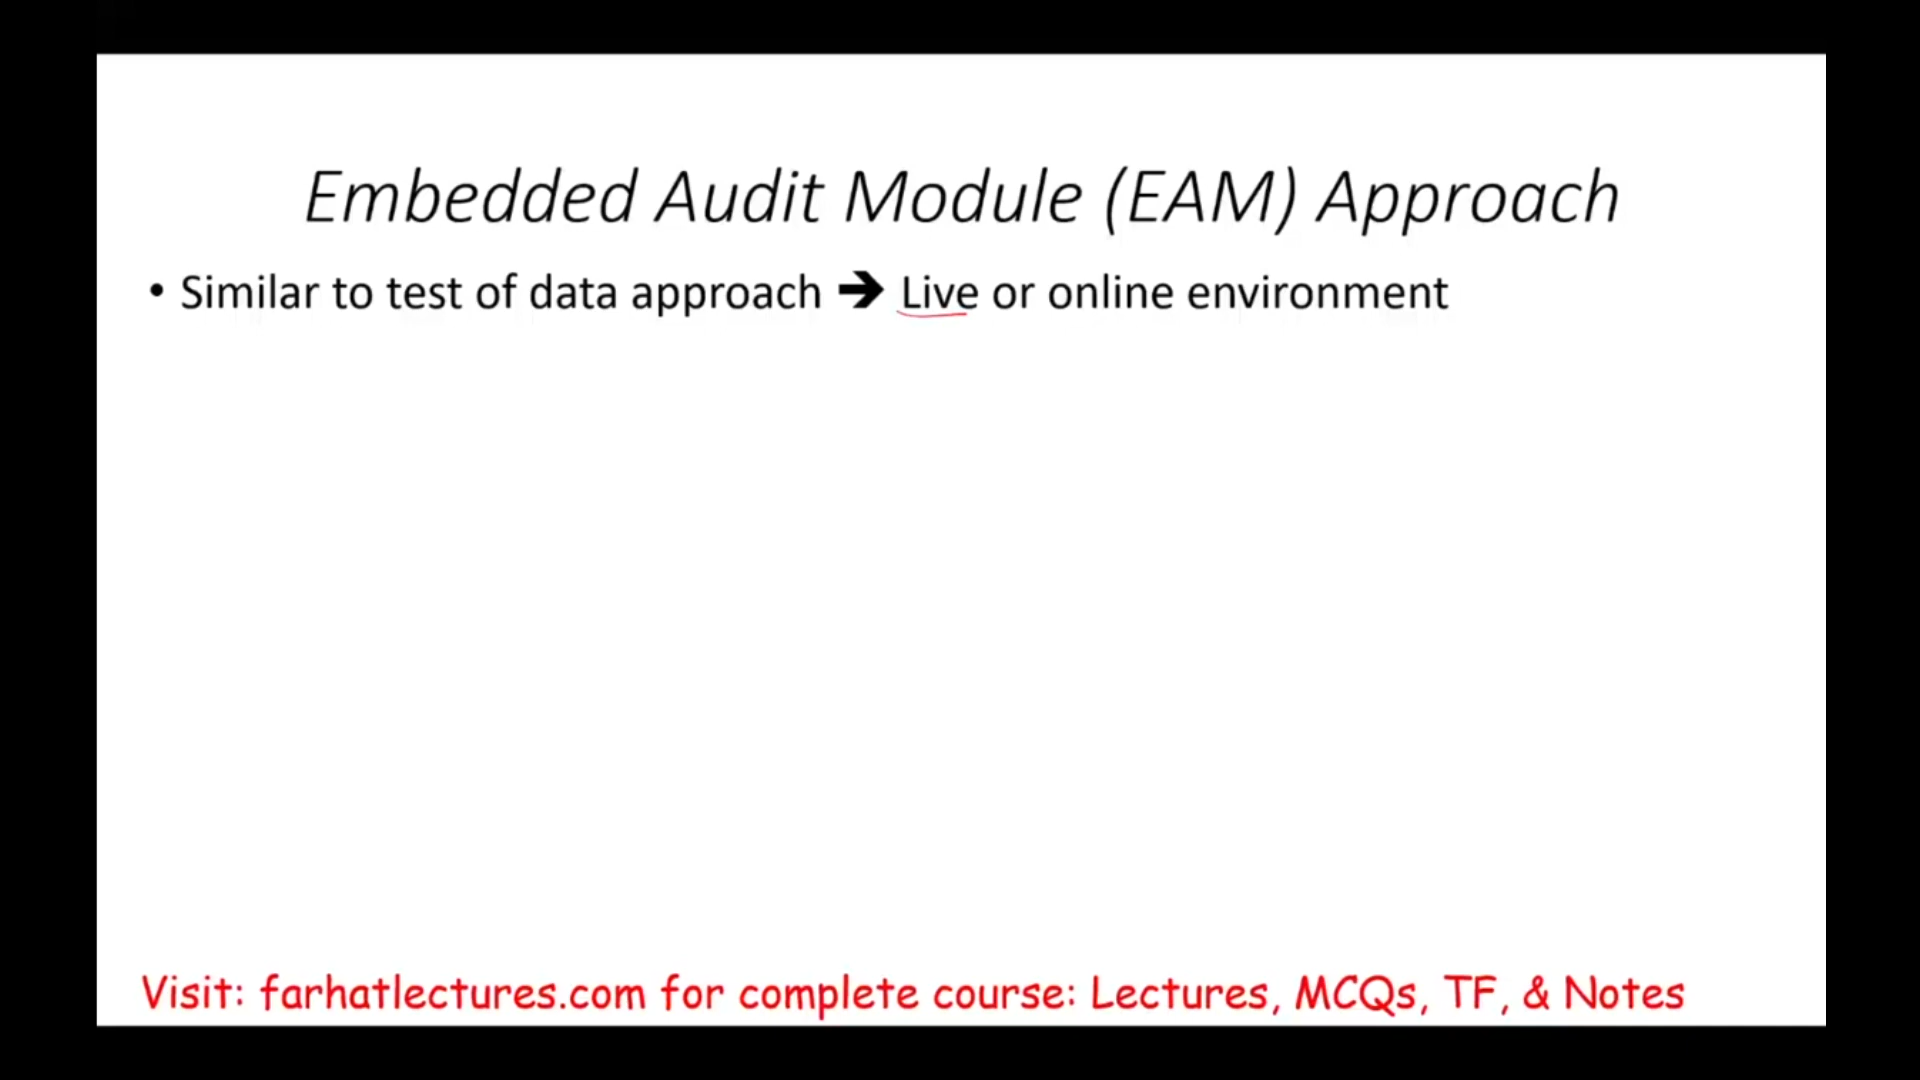 Embedded Audit Module (EAM) Approach
• Similar to test of data approach ➔ Live or online environment
Visit: farhatlectures.com for complete course: Lectures, MCQs, TF, & Notes